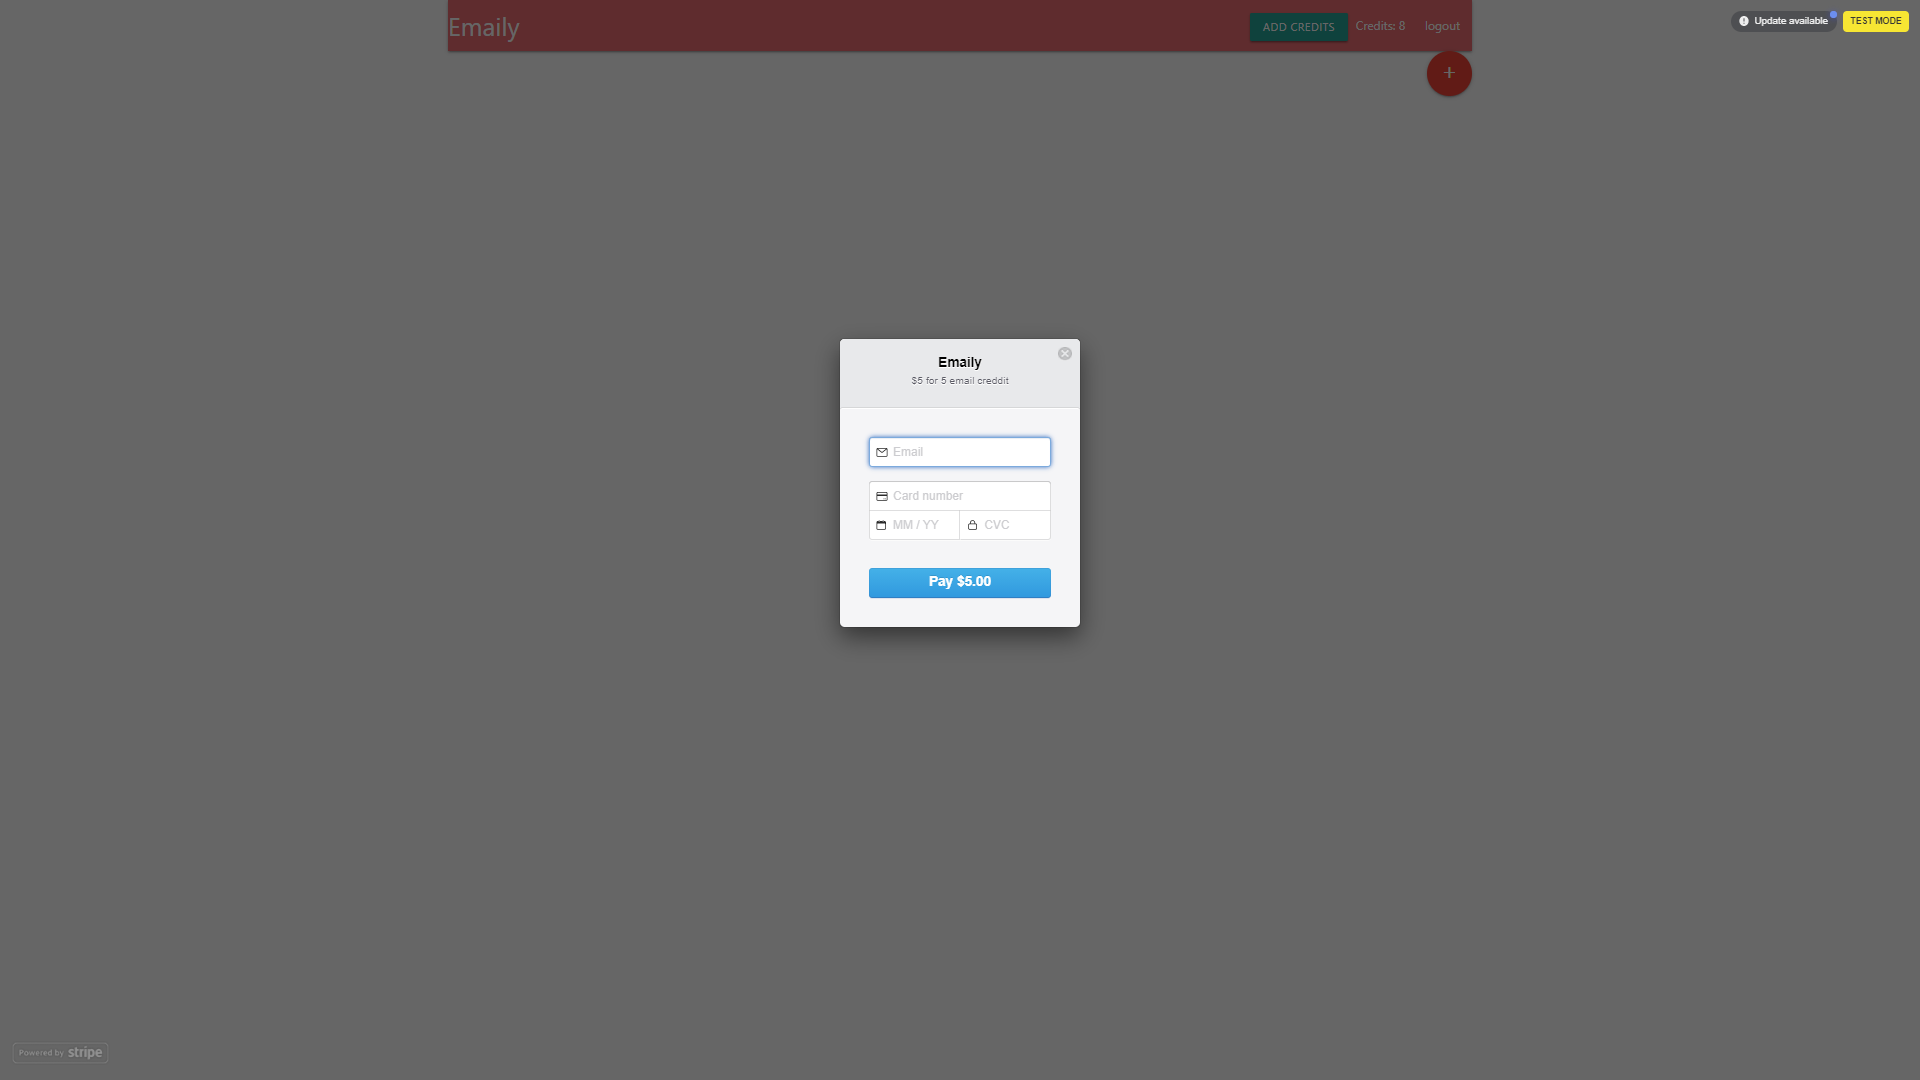 Emaily
ADD CREDITS
Credits: 8
logout
Update available
TEST MODE
+
Emaily
$5 for 5 email creddit
Email
Card number
MM / YY
CVC
Pay $5.00
Powered by stripe